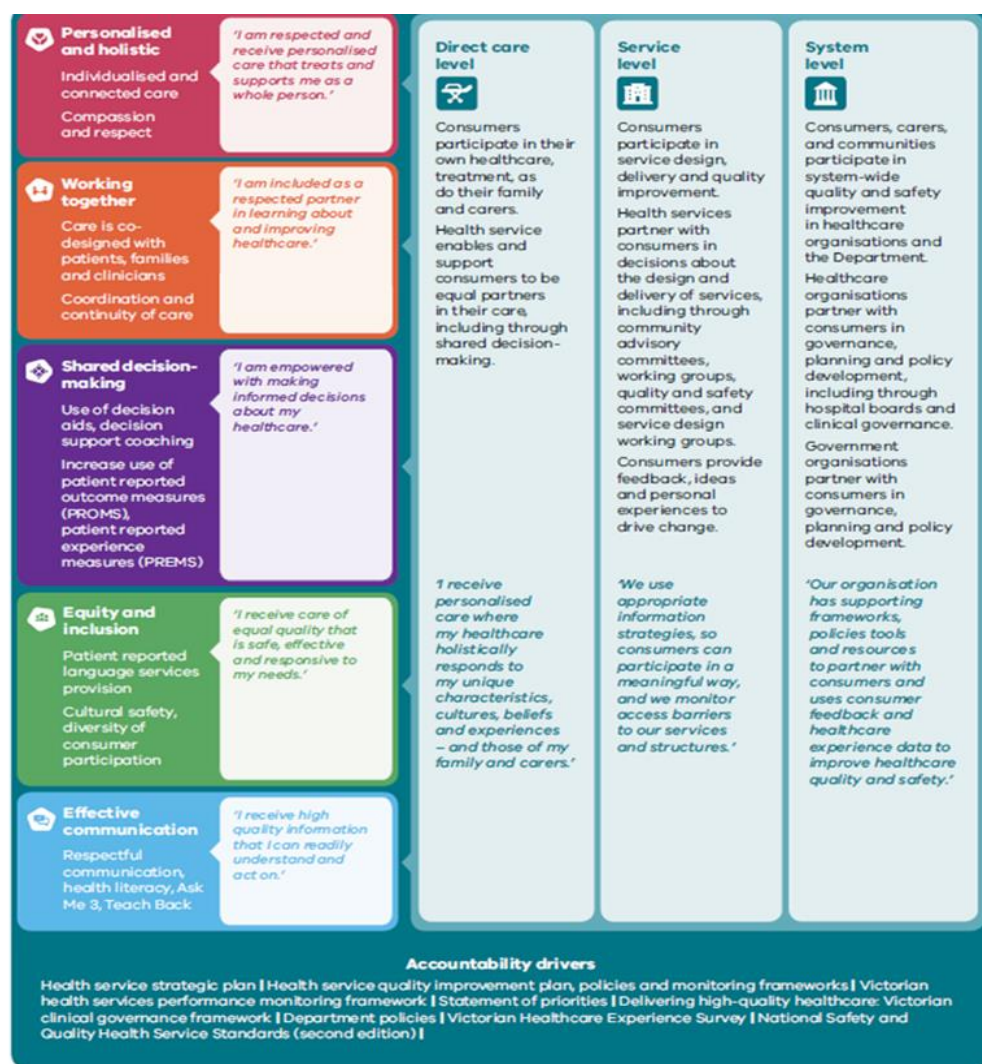 Personalised
and holistic
Individualised and
connected care
Compassion
and respect
'I am respected and
receive personalised
care that treats and
supports me as a
whole person.'
Working
together
Care is co-
designed with
patients, families
and clinicians
Coordination and
continuity of care
'I am included as a
respected partner
in learning about
and improving
healthcare.'
Shared decision-
making
Use of decision
aids, decision
support coaching
Increase use of
patient reported
outcome measures
(PROMS),
patient reported
experience
measures (PREMS)
'I am empowered
with making
informed decisions
about my
healthcare.'
Equity and
inclusion
Patient reported
language services
provision
Cultural safety,
diversity of
consumer
participation
'I receive care of
equal quality that
is safe, effective
and responsive to
my needs.'
Effective
communication
Respectful
communication,
health literacy, Ask
Me 3, Teach Back
'I receive high
quality information
that I can readily
understand and
act on.'
Direct care
level
Consumers
participate in their
own healthcare,
treatment, as
do their family
and carers.
Health service
enables and
support
consumers to be
equal partners
in their care,
including through
shared decision-
making.
'I receive
personalised
care where
my healthcare
holistically
responds to
my unique
characteristics,
cultures, beliefs
and experiences
– and those of my
family and carers.'
Service
level
Consumers
participate in
service design,
delivery and quality
improvement.
Health services
partner with
consumers in
decisions about
the design and
delivery of services,
including through
community
advisory
committees,
working groups,
quality and safety
committees, and
service design
working groups.
Consumers provide
feedback, ideas
and personal
experiences to
drive change.
'We use
appropriate
information
strategies, so
consumers can
participate in a
meaningful way,
and we monitor
access barriers
to our services
and structures.'
System
level
Consumers, carers,
and communities
participate in
system-wide
quality and safety
improvement
in healthcare
organisations and
the Department.
Healthcare
organisations
partner with
consumers in
governance,
planning and policy
development,
including through
hospital boards and
clinical governance.
Government
organisations
partner with
consumers in
governance,
planning and policy
development.
'Our organisation
has supporting
frameworks,
policies tools
and resources
to partner with
consumers and
uses consumer
feedback and
healthcare
experience data to
improve healthcare
quality and safety.'
Accountability drivers
Health service strategic plan | Health service quality improvement plan, policies and monitoring frameworks | Victorian
health services performance monitoring framework | Statement of priorities | Delivering high-quality healthcare: Victorian
clinical governance framework | Department policies | Victorian Healthcare Experience Survey | National Safety and
Quality Health Service Standards (second edition) |